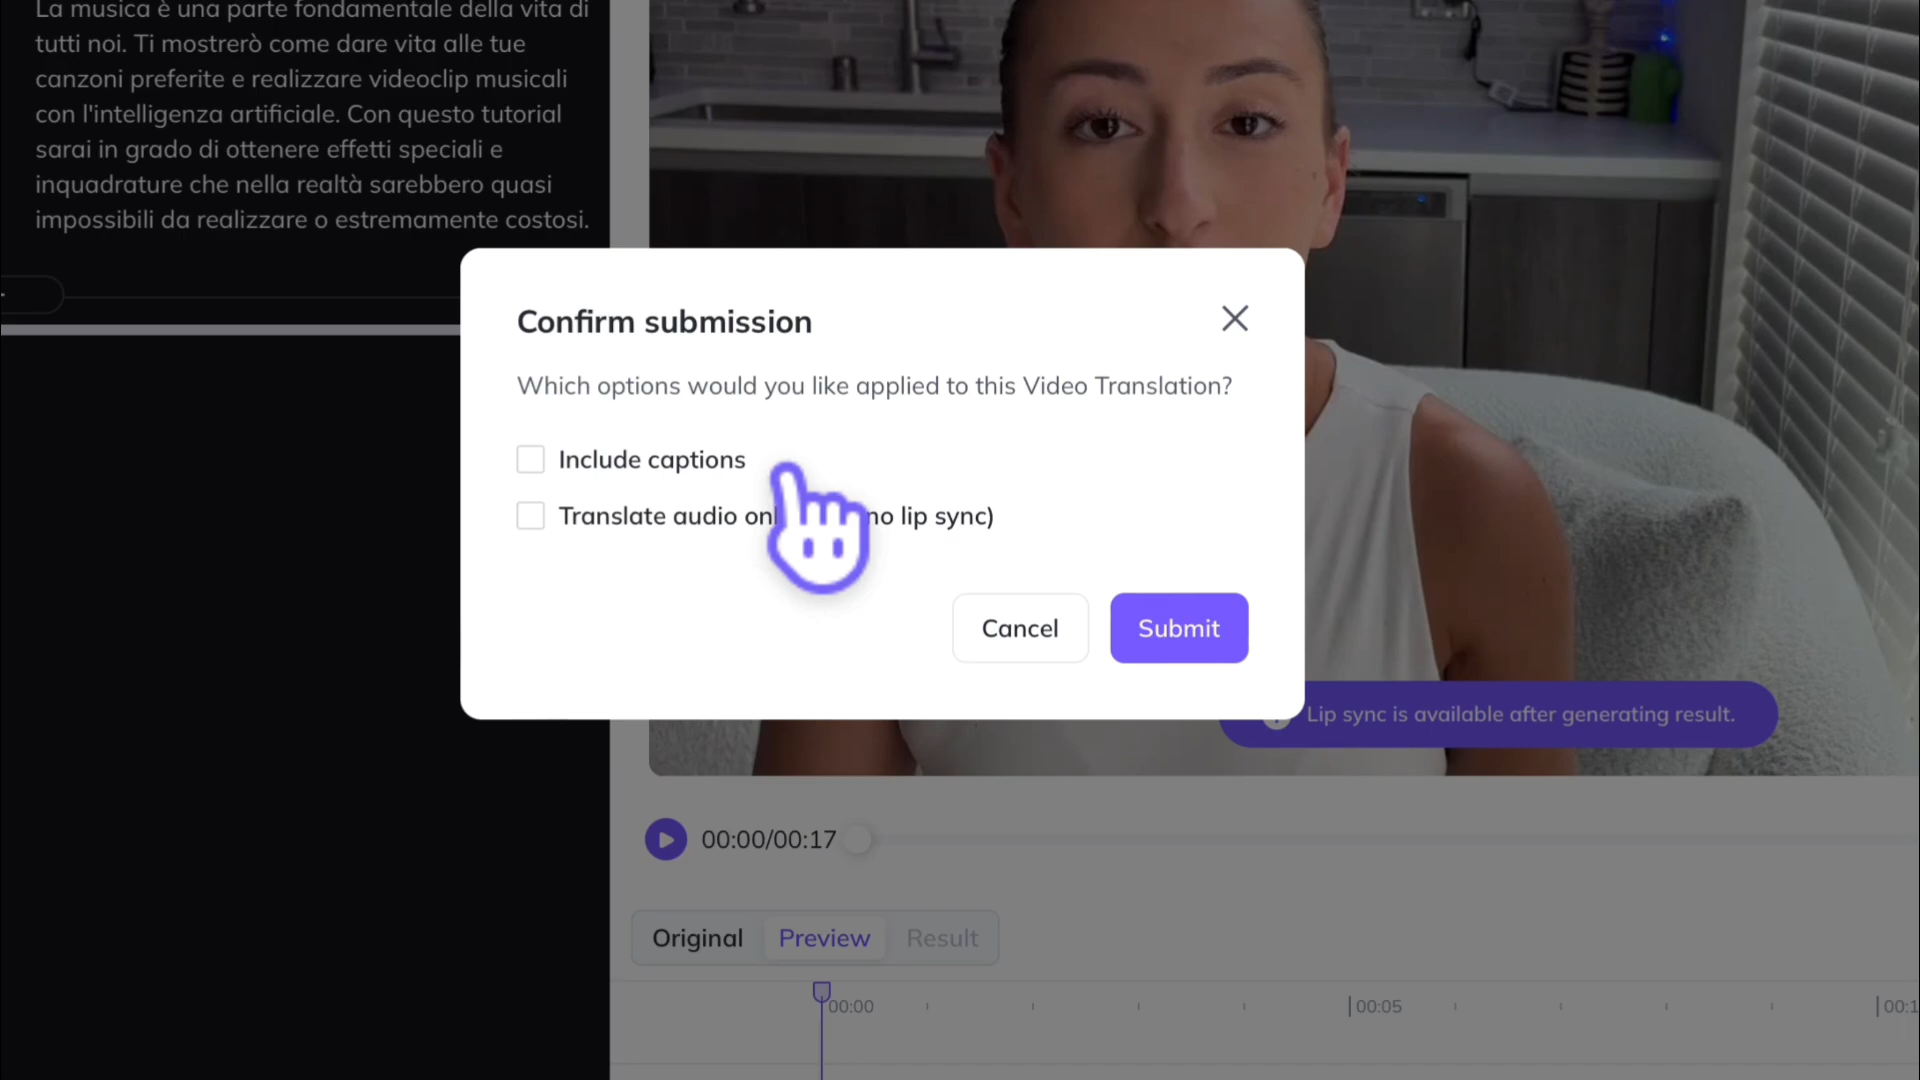 La musica è una parte fondamentale della vita di
tutti noi. Ti mostrerò come dare vita alle tue
canzoni preferite e realizzare videoclip musicali
con l'intelligenza artificiale. Con questo tutorial
sarai in grado di ottenere effetti speciali e
inquadrature che nella realtà sarebbero quasi
impossibili da realizzare o estremamente costosi.
Confirm submission
Which options would you like applied to this Video Translation?
Include captions
Translate audio no lip sync)
Cancel
Submit
Lip sync is available after generating result.
00:00/00:17
Original Preview Result
00:00 00:05